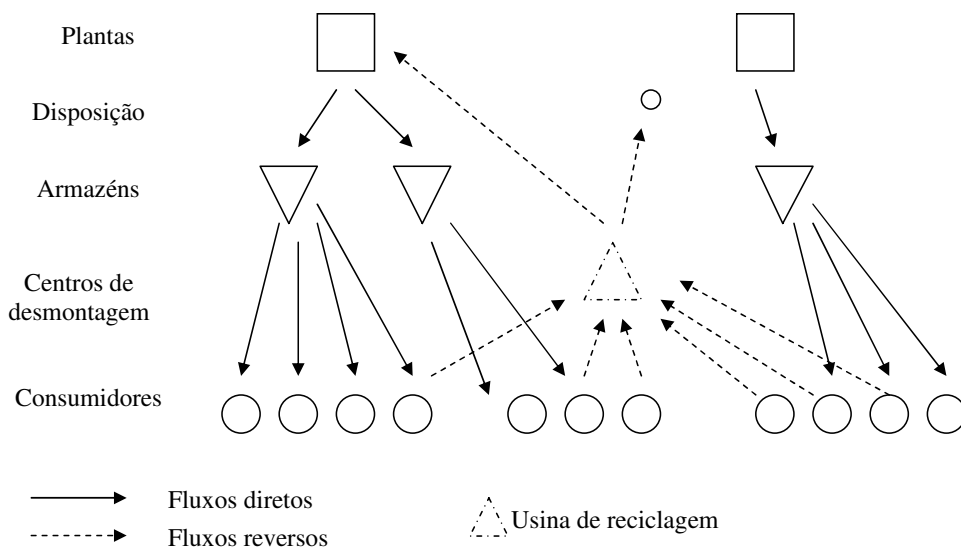 Plantas
Disposição
Armazéns
Centros de
desmontagem
Consumidores
Fluxos diretos
Fluxos reversos
Usina de reciclagem